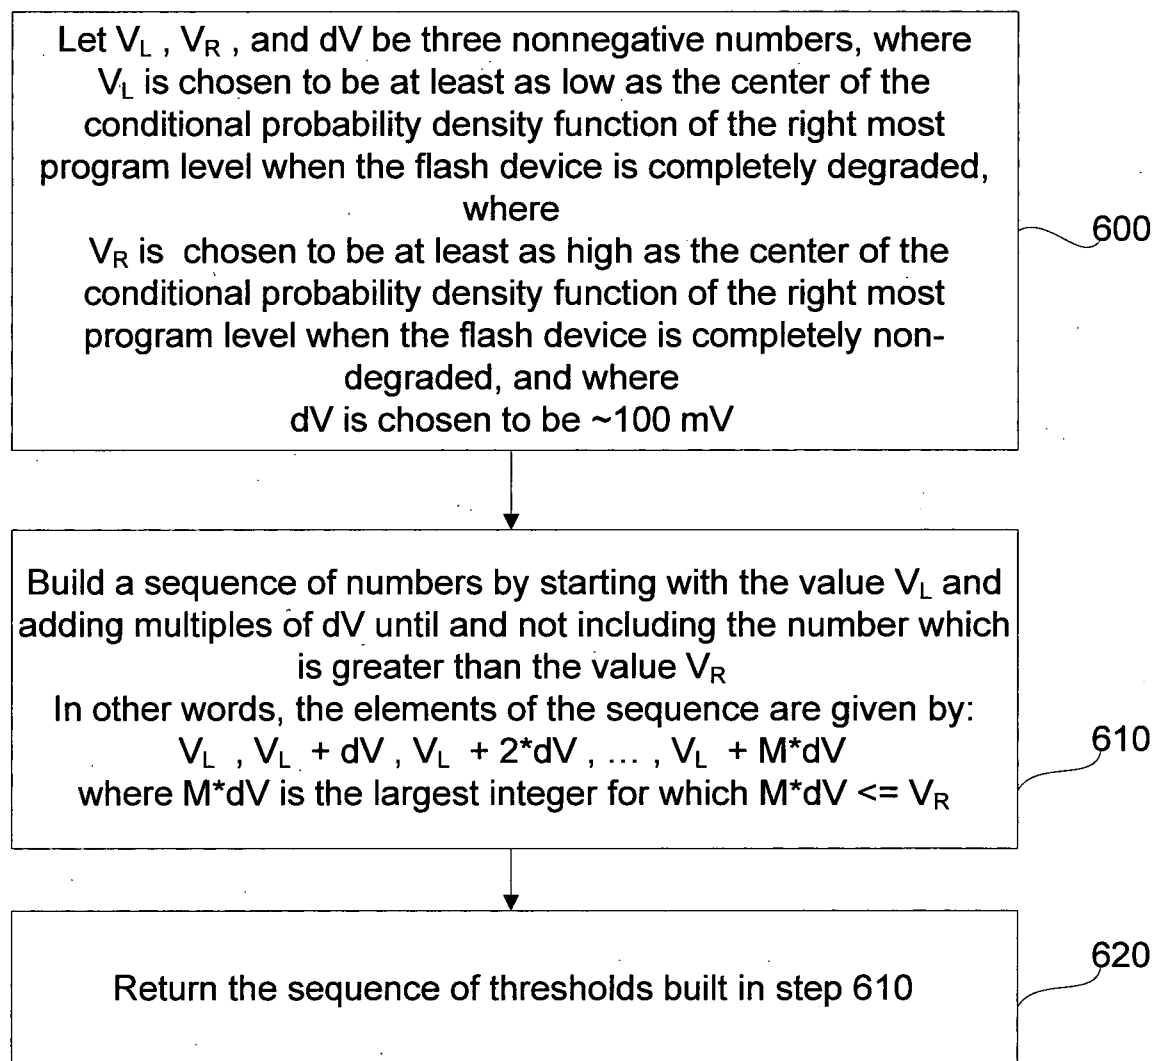 Let V_L , V_R , and dV be three nonnegative numbers, where
V_L is chosen to be at least as low as the center of the
conditional probability density function of the right most
program level when the flash device is completely degraded,
where
V_R is chosen to be at least as high as the center of the
conditional probability density function of the right most
program level when the flash device is completely non-
degraded, and where
dV is chosen to be ~100 mV
600
Build a sequence of numbers by starting with the value V_L and
adding multiples of dV until and not including the number which
is greater than the value V_R
In other words, the elements of the sequence are given by:
V_L , V_L + dV , V_L + 2*dV , ... , V_L + M*dV
where M*dV is the largest integer for which M*dV <= V_R
610
Return the sequence of thresholds built in step 610
620